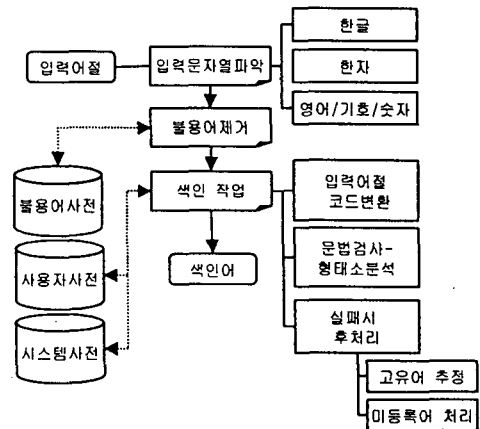 한글
입력어절
입력문자열파악
한자
영어/기호/숫자
불용어제거
불용어사전
색인 작업
입력어절
코드변환
사용자사전
색인어
문법검사-
형태소분석
시스템사전
실패시
후처리
고유어 추정
미등록어 처리